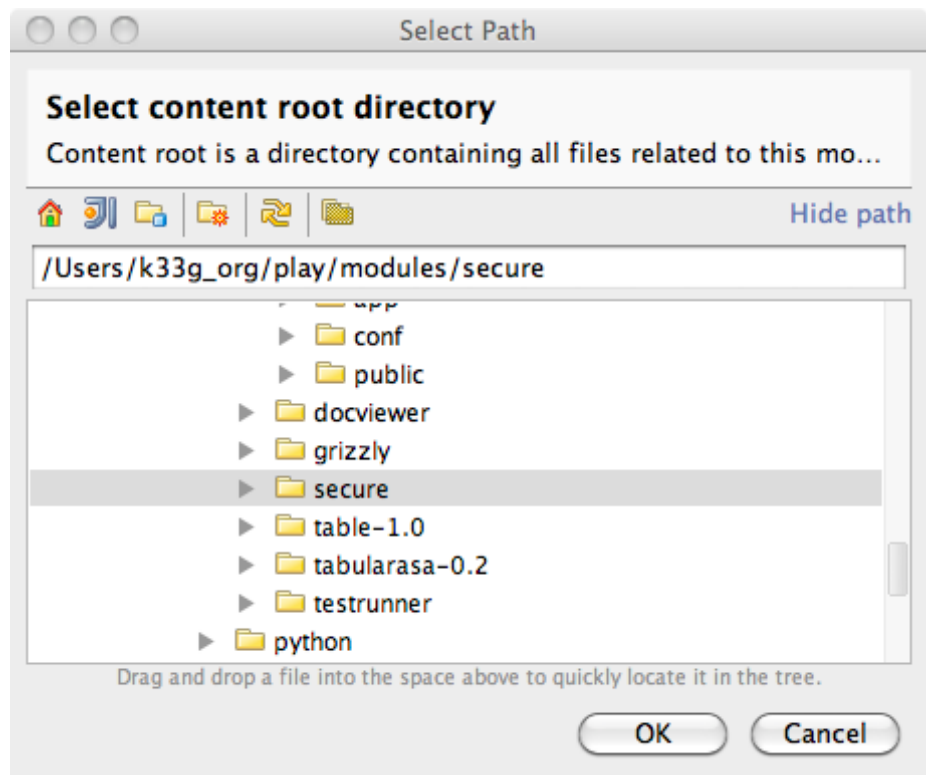 Select Path
Select content root directory
Content root is a directory containing all files related to this mo...
Hide path
/Users/k33g_org/play/modules/secure
app
conf
public
docviewer
grizzly
secure
table-1.0
tabularasa-0.2
testrunner
python
Drag and drop a file into the space above to quickly locate it in the tree.
OK
Cancel